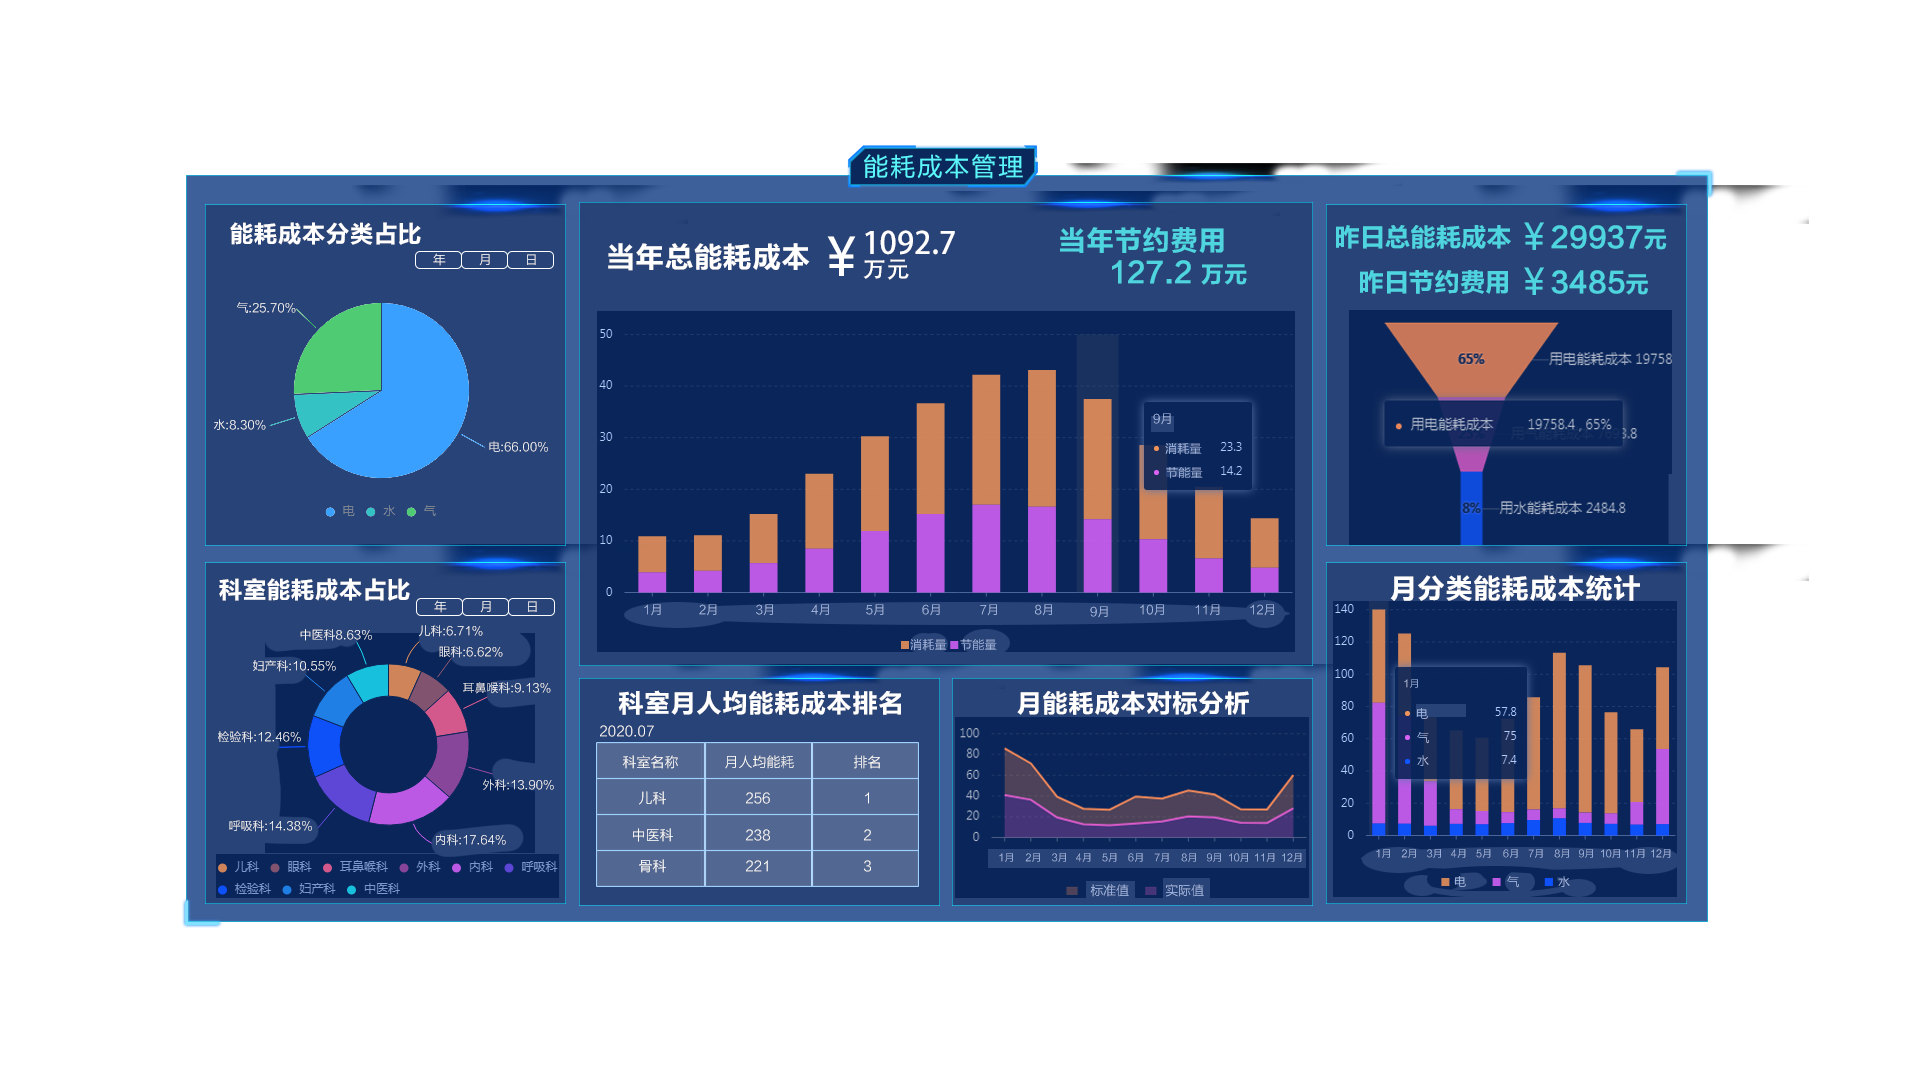 能耗成本管理
能耗成本分类占比
年 月 日
气:25.70%
水:8.30%
电:66.00%
电 水 气
当年总能耗成本 ¥ 1092.7 万元
当年节约费用
127.2 万元
50
40
30
20
10
0
9月
消耗量 23.3
节能量 14.2
1月 2月 3月 4月 5月 6月 7月 8月 9月 10月 11月 12月
消耗量 节能量
昨日总能耗成本 ¥29937元
昨日节约费用 ¥3485元
65%
用电能耗成本 19758
用电能耗成本 19758.4 , 65%
3.8
8%
用水能耗成本 2484.8
科室能耗成本占比
年 月 日
中医科8.63%
儿科:6.71%
眼科:6.62%
妇产科:10.55%
耳鼻喉科:9.13%
检验科:12.46%
外科:13.90%
呼吸科:14.38%
内科:17.64%
儿科 眼科 耳鼻喉科 外科 内科 呼吸科
检验科 妇产科 中医科
科室月人均能耗成本排名
2020.07
科室名称 月人均能耗 排名
儿科 256 1
中医科 238 2
骨科 221 3
月能耗成本对标分析
100
80
60
40
20
0
1月 2月 3月 4月 5月 6月 7月 8月 9月 10月 11月 12月
标准值 实际值
月分类能耗成本统计
140
120
100
80
60
40
20
0
1月
电 57.8
气 75
水 7.4
1月 2月 3月 4月 5月 6月 7月 8月 9月 10月 11月 12月
电 气 水